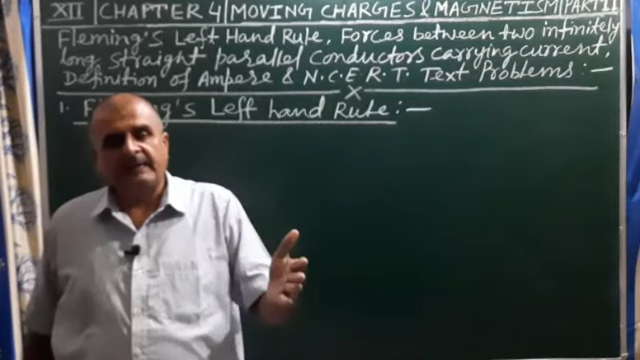 XII | CHAPTER 4 | MOVING CHARGES & MAGNETISM | PART II
Fleming's Left Hand Rule, Forces between two infinitely
long straight parallel Conductors carrying current,
Definition of Ampere & N.C.E.R.T. Text Problems :-
1. Fleming's Left hand Rule :-